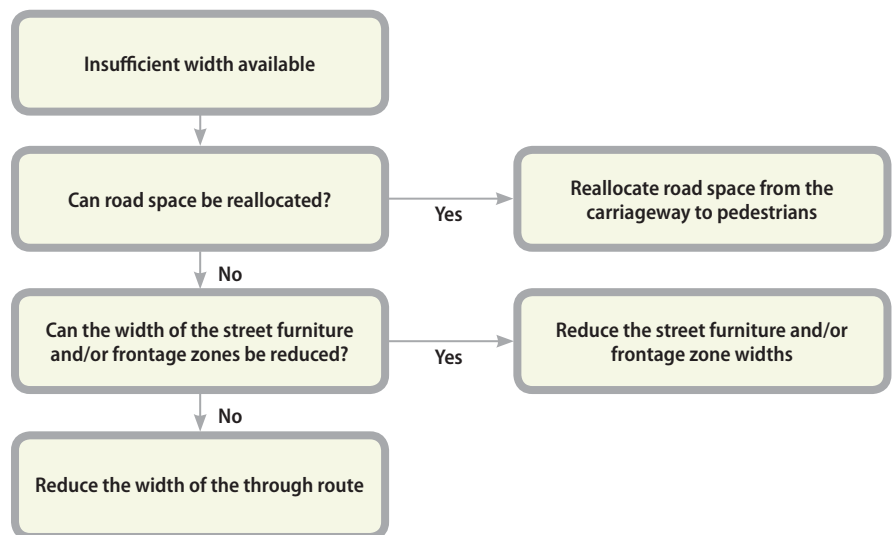 Insufficient width available
Can road space be reallocated?
Yes
Reallocate road space from the
carriageway to pedestrians
No
Can the width of the street furniture
and/or frontage zones be reduced?
Yes
Reduce the street furniture and/or
frontage zone widths
No
Reduce the width of the through route